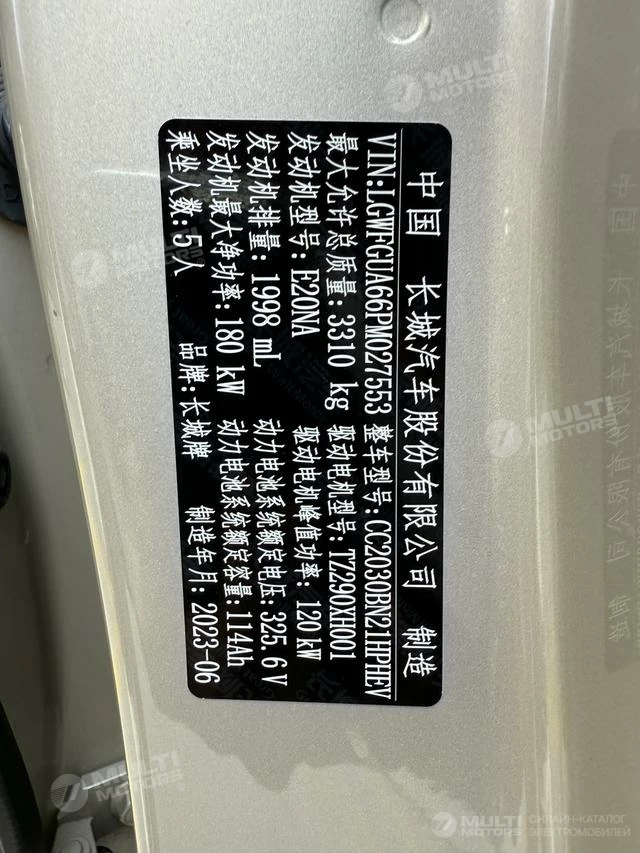 中国 长城汽车股份有限公司 制造
VIN:LGWFGUA66PM027553 整车型号:CC2030BN21HPHEV
最大允许总质量:3310 kg 驱动电机型号:TZ290XH001
发动机型号:E20NA 驱动电机峰值功率:120 kW
发动机排量:1998 mL 动力电池系统额定电压:325.6 V
发动机最大净功率:180 kW 动力电池系统额定容量:114Ah
乘坐人数:5人 品牌:长城牌 制造年月:2023-06
MULTI
MOTORS
MULTI
MOTORS
MULTI
MOTORS
MULTI
MOTORS
ОНЛАЙН-КАТАЛОГ
ЭЛЕКТРОМОБИЛЕЙ